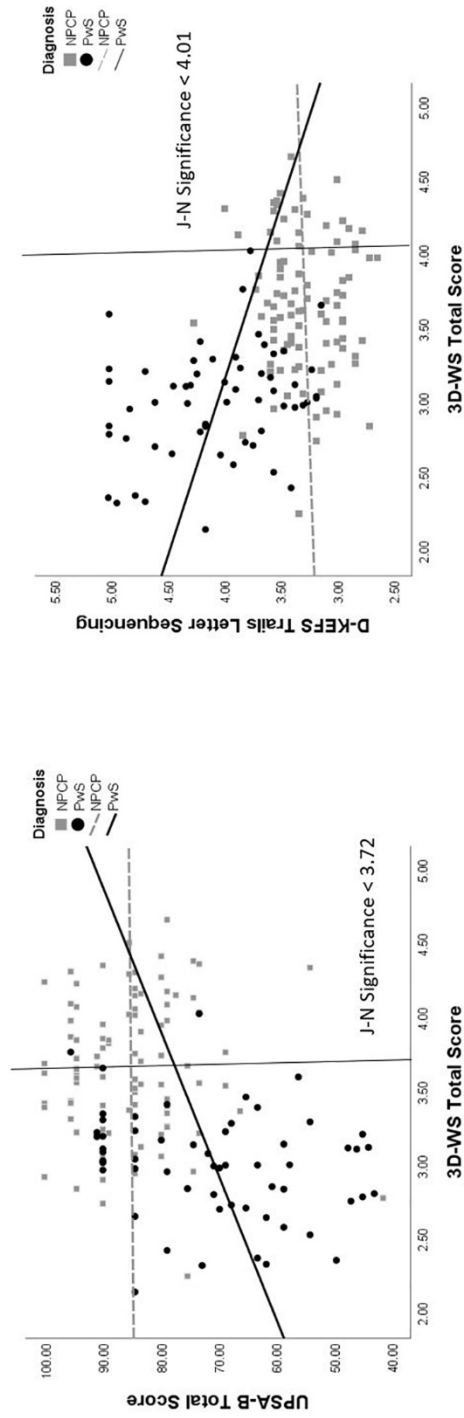 Diagnosis
NPCP
PwS
NPCP
PwS
100.00
90.00
80.00
70.00
60.00
50.00
40.00
UPSA-B Total Score
J-N Significance < 3.72
2.00
2.50
3.00
3.50
4.00
4.50
5.00
3D-WS Total Score
Diagnosis
NPCP
PwS
NPCP
PwS
5.50
5.00
4.50
4.00
3.50
3.00
2.50
D-KEFS Trails Letter Sequencing
J-N Significance < 4.01
2.00
2.50
3.00
3.50
4.00
4.50
5.00
3D-WS Total Score